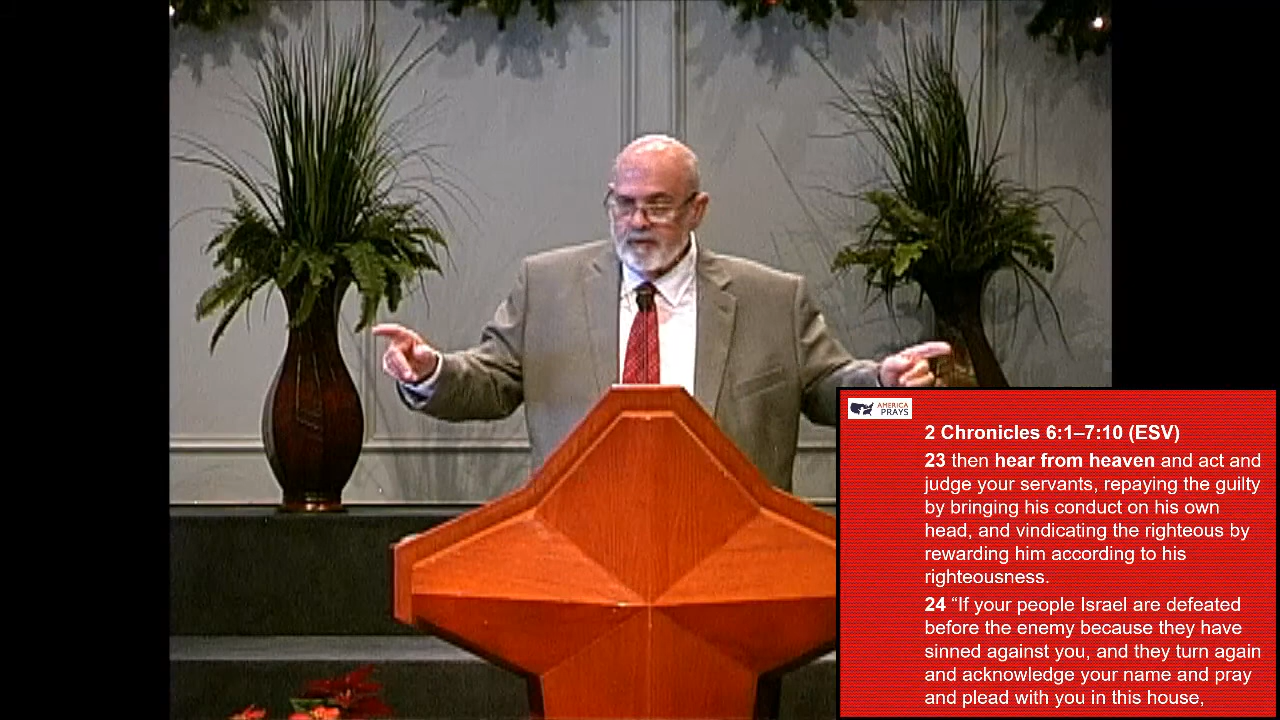 AMERICA
PRAYS
2 Chronicles 6:1–7:10 (ESV)
23 then hear from heaven and act and
judge your servants, repaying the guilty
by bringing his conduct on his own
head, and vindicating the righteous by
rewarding him according to his
righteousness.
24 “If your people Israel are defeated
before the enemy because they have
sinned against you, and they turn again
and acknowledge your name and pray
and plead with you in this house,